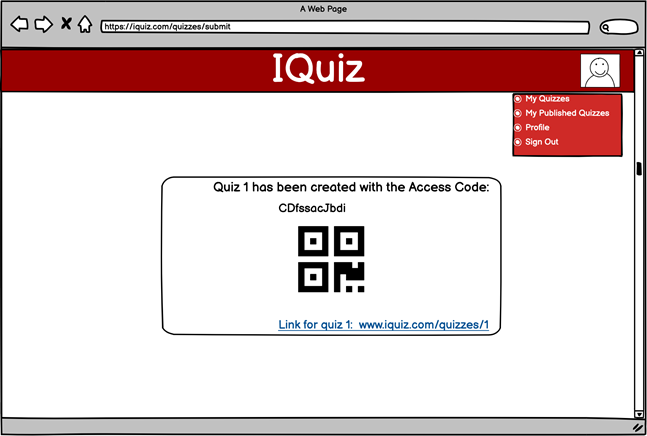 A Web Page
https://iquiz.com/quizzes/submit
IQuiz
My Quizzes
My Published Quizzes
Profile
Sign Out
Quiz 1 has been created with the Access Code:
CDfssacJbdi
Link for quiz 1: www.iquiz.com/quizzes/1